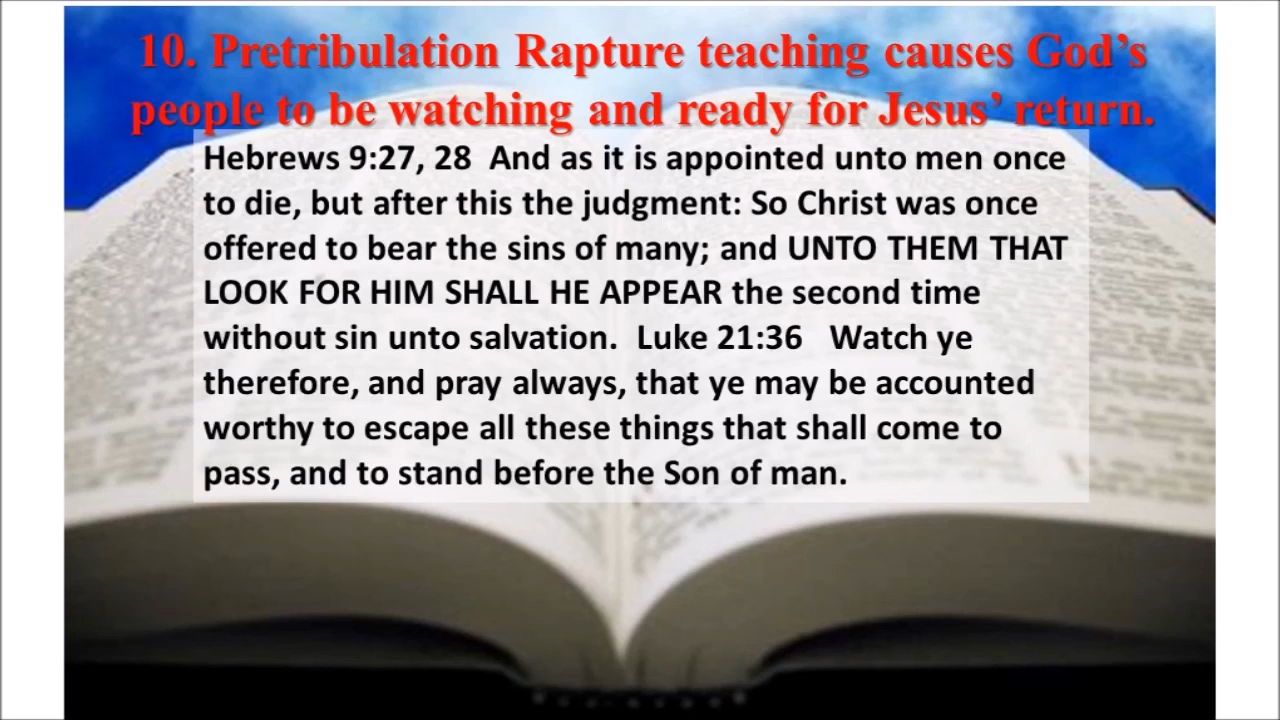 10. Pretribulation Rapture teaching causes God’s
people to be watching and ready for Jesus’ return.
Hebrews 9:27, 28  And as it is appointed unto men once
to die, but after this the judgment: So Christ was once
offered to bear the sins of many; and UNTO THEM THAT
LOOK FOR HIM SHALL HE APPEAR the second time
without sin unto salvation.  Luke 21:36   Watch ye
therefore, and pray always, that ye may be accounted
worthy to escape all these things that shall come to
pass, and to stand before the Son of man.